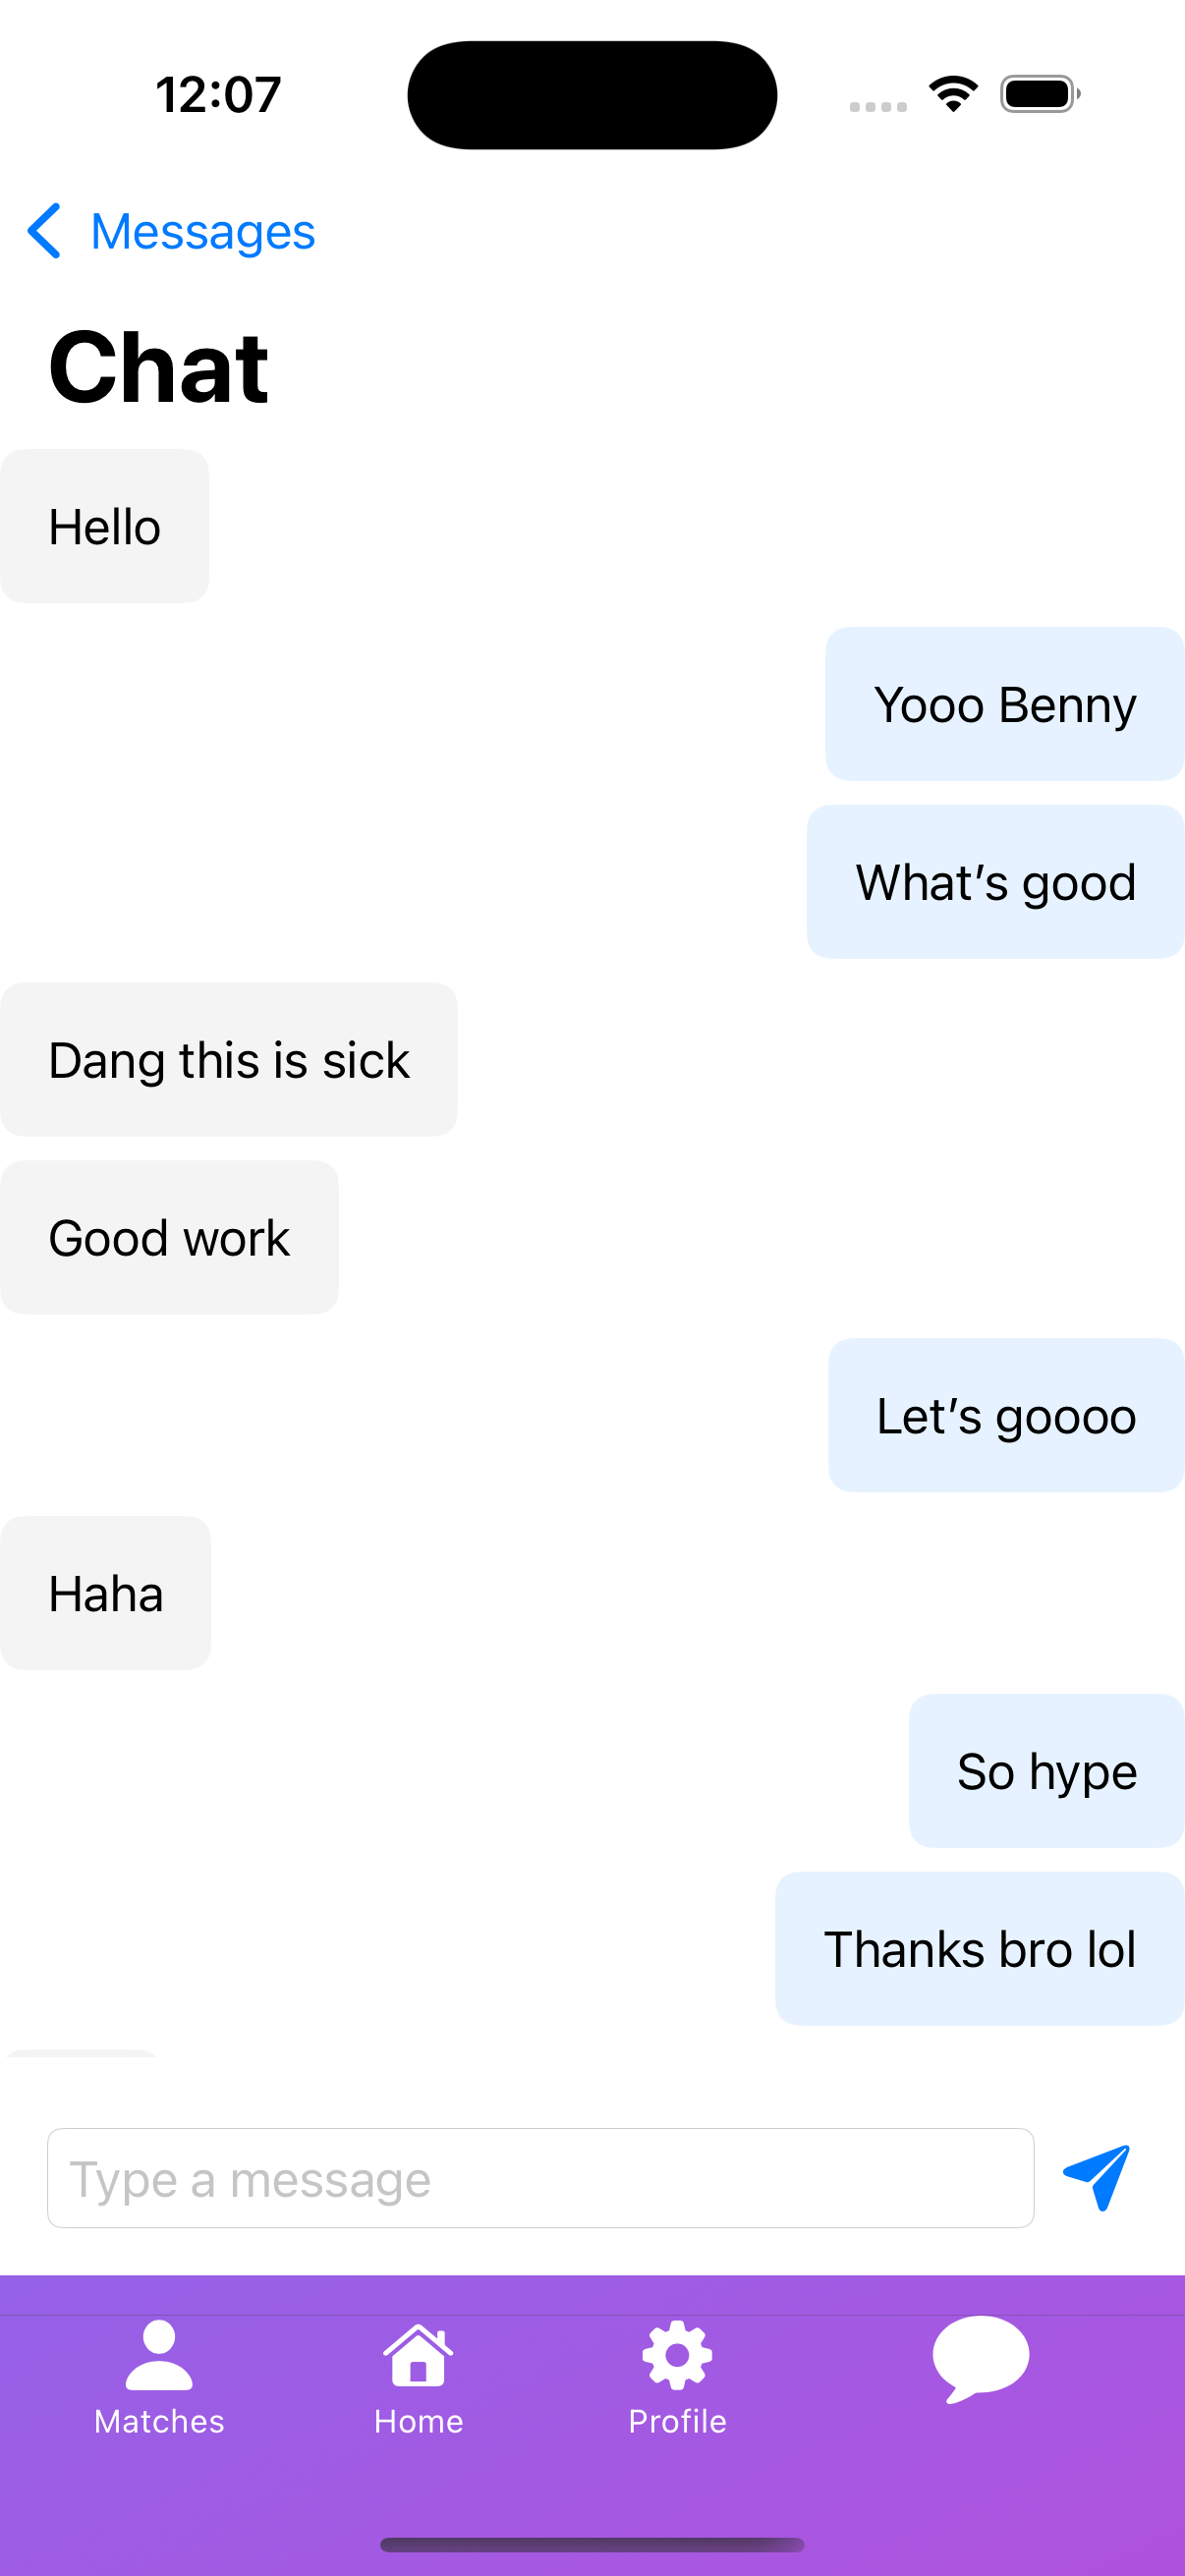 12:07
Messages
Chat
Hello
Yooo Benny
What’s good
Dang this is sick
Good work
Let’s goooo
Haha
So hype
Thanks bro lol
Type a message
Matches
Home
Profile